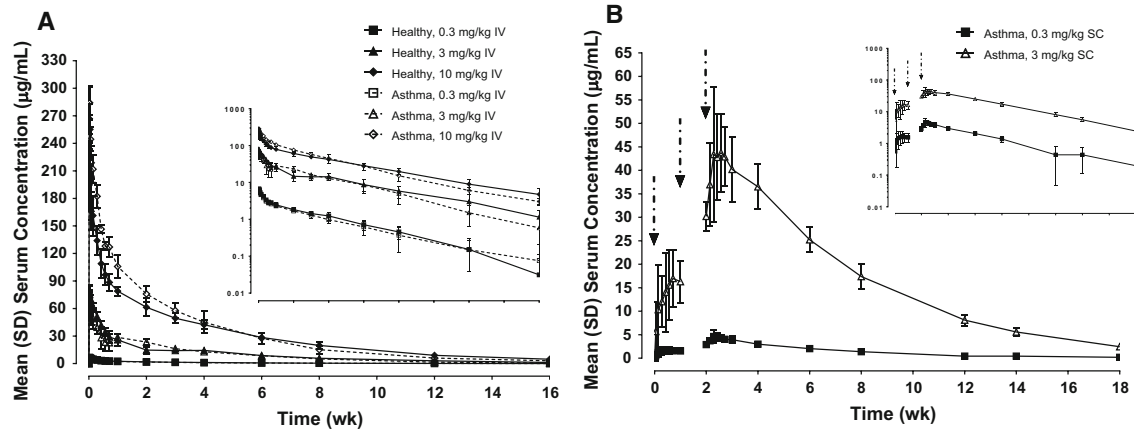 A
Healthy, 0.3 mg/kg IV
Healthy, 3 mg/kg IV
Healthy, 10 mg/kg IV
Asthma, 0.3 mg/kg IV
Asthma, 3 mg/kg IV
Asthma, 10 mg/kg IV
Mean (SD) Serum Concentration (μg/mL)
330
300
270
240
210
180
150
120
90
60
30
0
1000
100
10
1
0.1
0.01
0 2 4 6 8 10 12 14 16
Time (wk)
B
Asthma, 0.3 mg/kg SC
Asthma, 3 mg/kg SC
Mean (SD) Serum Concentration (μg/mL)
65
60
55
50
45
40
35
30
25
20
15
10
5
0
1000
100
10
1
0.1
0.01
0 2 4 6 8 10 12 14 16 18
Time (wk)